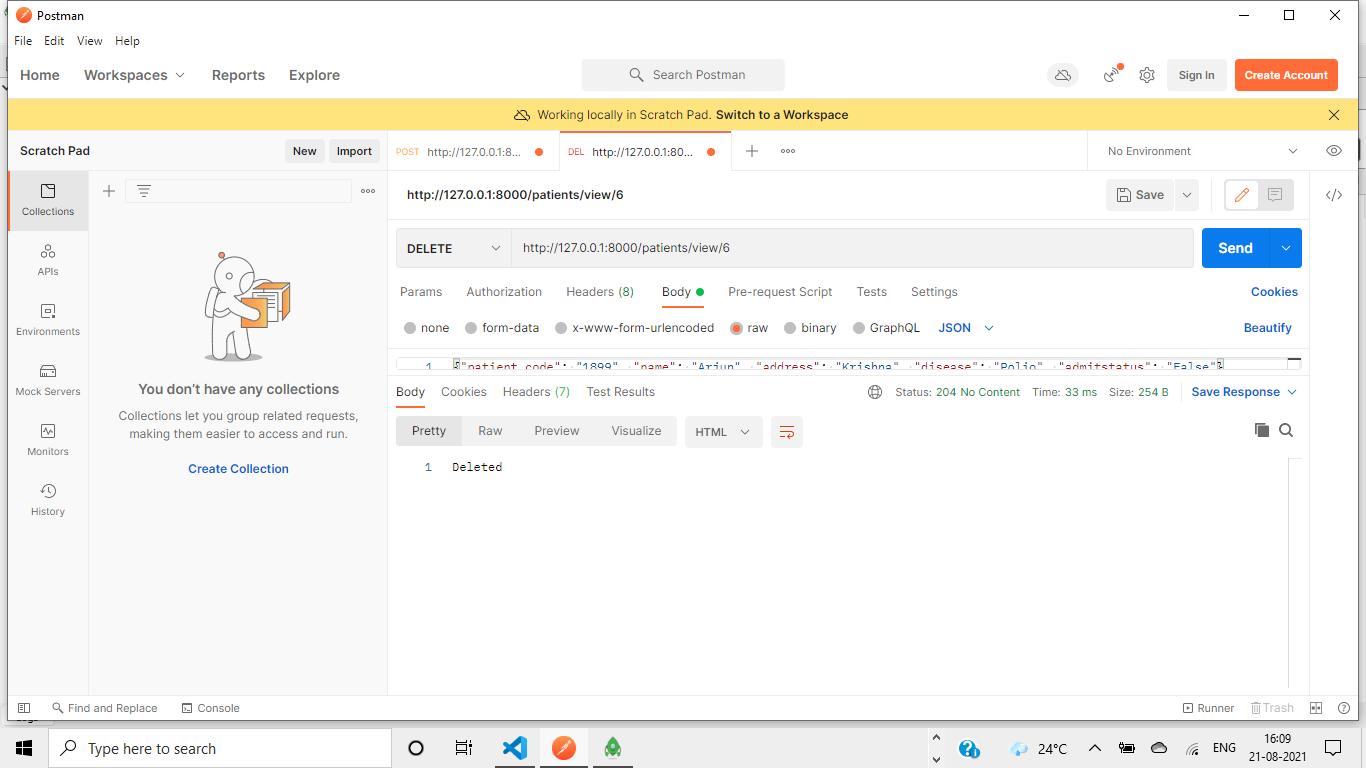 Postman
File Edit View Help
Home Workspaces Reports Explore Search Postman Sign In Create Account
Working locally in Scratch Pad. Switch to a Workspace
Scratch Pad New Import POST http://127.0.0.1:8... DEL http://127.0.0.1:80... No Environment
http://127.0.0.1:8000/patients/view/6 Save
DELETE http://127.0.0.1:8000/patients/view/6 Send
Params Authorization Headers (8) Body Pre-request Script Tests Settings Cookies
none form-data x-www-form-urlencoded raw binary GraphQL JSON Beautify
1 {"patient_code": "1899" ,"name": "Arjun" ,"address": "Krishna" ,"disease": "Polio" ,"admitstatus": "False"}
Body Cookies Headers (7) Test Results Status: 204 No Content Time: 33 ms Size: 254 B Save Response
Pretty Raw Preview Visualize HTML
1 Deleted
Collections
APIs
Environments
Mock Servers
Monitors
History
You don't have any collections
Collections let you group related requests,
making them easier to access and run.
Create Collection
Find and Replace Console Runner Trash
Type here to search 24°C ENG 16:09
21-08-2021